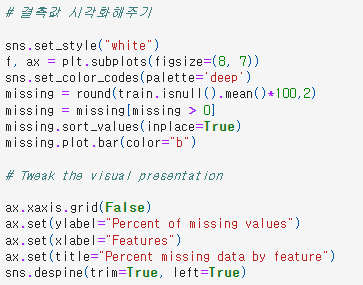 # 결측값 시각화해주기
sns.set_style("white")
f, ax = plt.subplots(figsize=(8, 7))
sns.set_color_codes(palette='deep')
missing = round(train.isnull().mean()*100,2)
missing = missing[missing > 0]
missing.sort_values(inplace=True)
missing.plot.bar(color="b")
# Tweak the visual presentation
ax.xaxis.grid(False)
ax.set(ylabel="Percent of missing values")
ax.set(xlabel="Features")
ax.set(title="Percent missing data by feature")
sns.despine(trim=True, left=True)